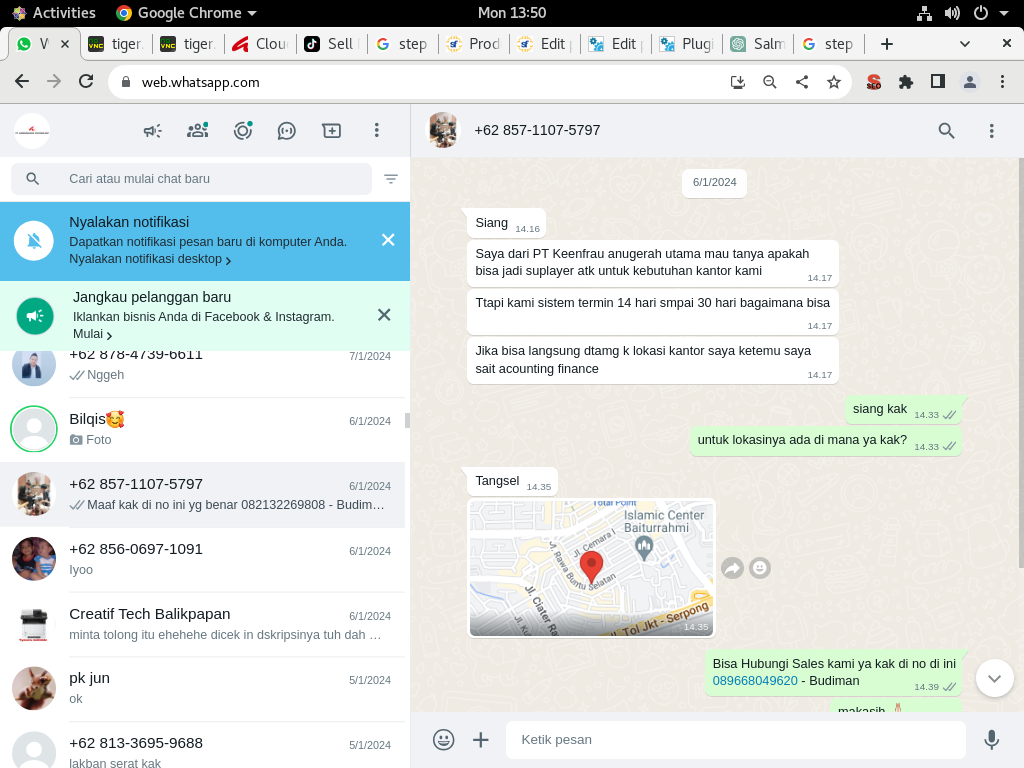 Activities
Google Chrome
Mon 13:50
W
tiger.
tiger.
Clou
Sell
step
Prod
Edit
Edit
Plugi
Salm
step
web.whatsapp.com
SEO
+62 857-1107-5797
Cari atau mulai chat baru
Nyalakan notifikasi
Dapatkan notifikasi pesan baru di komputer Anda.
Nyalakan notifikasi desktop
Jangkau pelanggan baru
Iklankan bisnis Anda di Facebook & Instagram.
Mulai
+62 878-4739-6611
7/1/2024
Nggeh
Bilqis🥰
6/1/2024
Foto
+62 857-1107-5797
6/1/2024
Maaf kak di no ini yg benar 082132269808 - Budim…
+62 856-0697-1091
6/1/2024
Iyoo
Creatif Tech Balikpapan
6/1/2024
minta tolong itu ehehehe dicek in dskripsinya tuh dah …
pk jun
5/1/2024
ok
+62 813-3695-9688
5/1/2024
lakban serat kak
6/1/2024
Siang 14.16
Saya dari PT Keenfrau anugerah utama mau tanya apakah
bisa jadi suplayer atk untuk kebutuhan kantor kami
14.17
Ttapi kami sistem termin 14 hari smpai 30 hari bagaimana bisa
14.17
Jika bisa langsung dtamg k lokasi kantor saya ketemu saya
sait acounting finance
14.17
siang kak 14.33
untuk lokasinya ada di mana ya kak? 14.33
Tangsel 14.35
Total Point
Islamic Center
Baiturrahmi
Jl. Cemara I
Jl. Rawa Buntu Selatan
Jl. Ciater Ra
Jl. Tol Jkt - Serpong
14.35
Bisa Hubungi Sales kami ya kak di no di ini
089668049620 - Budiman
14.39
makasih 🙏🏻
Ketik pesan